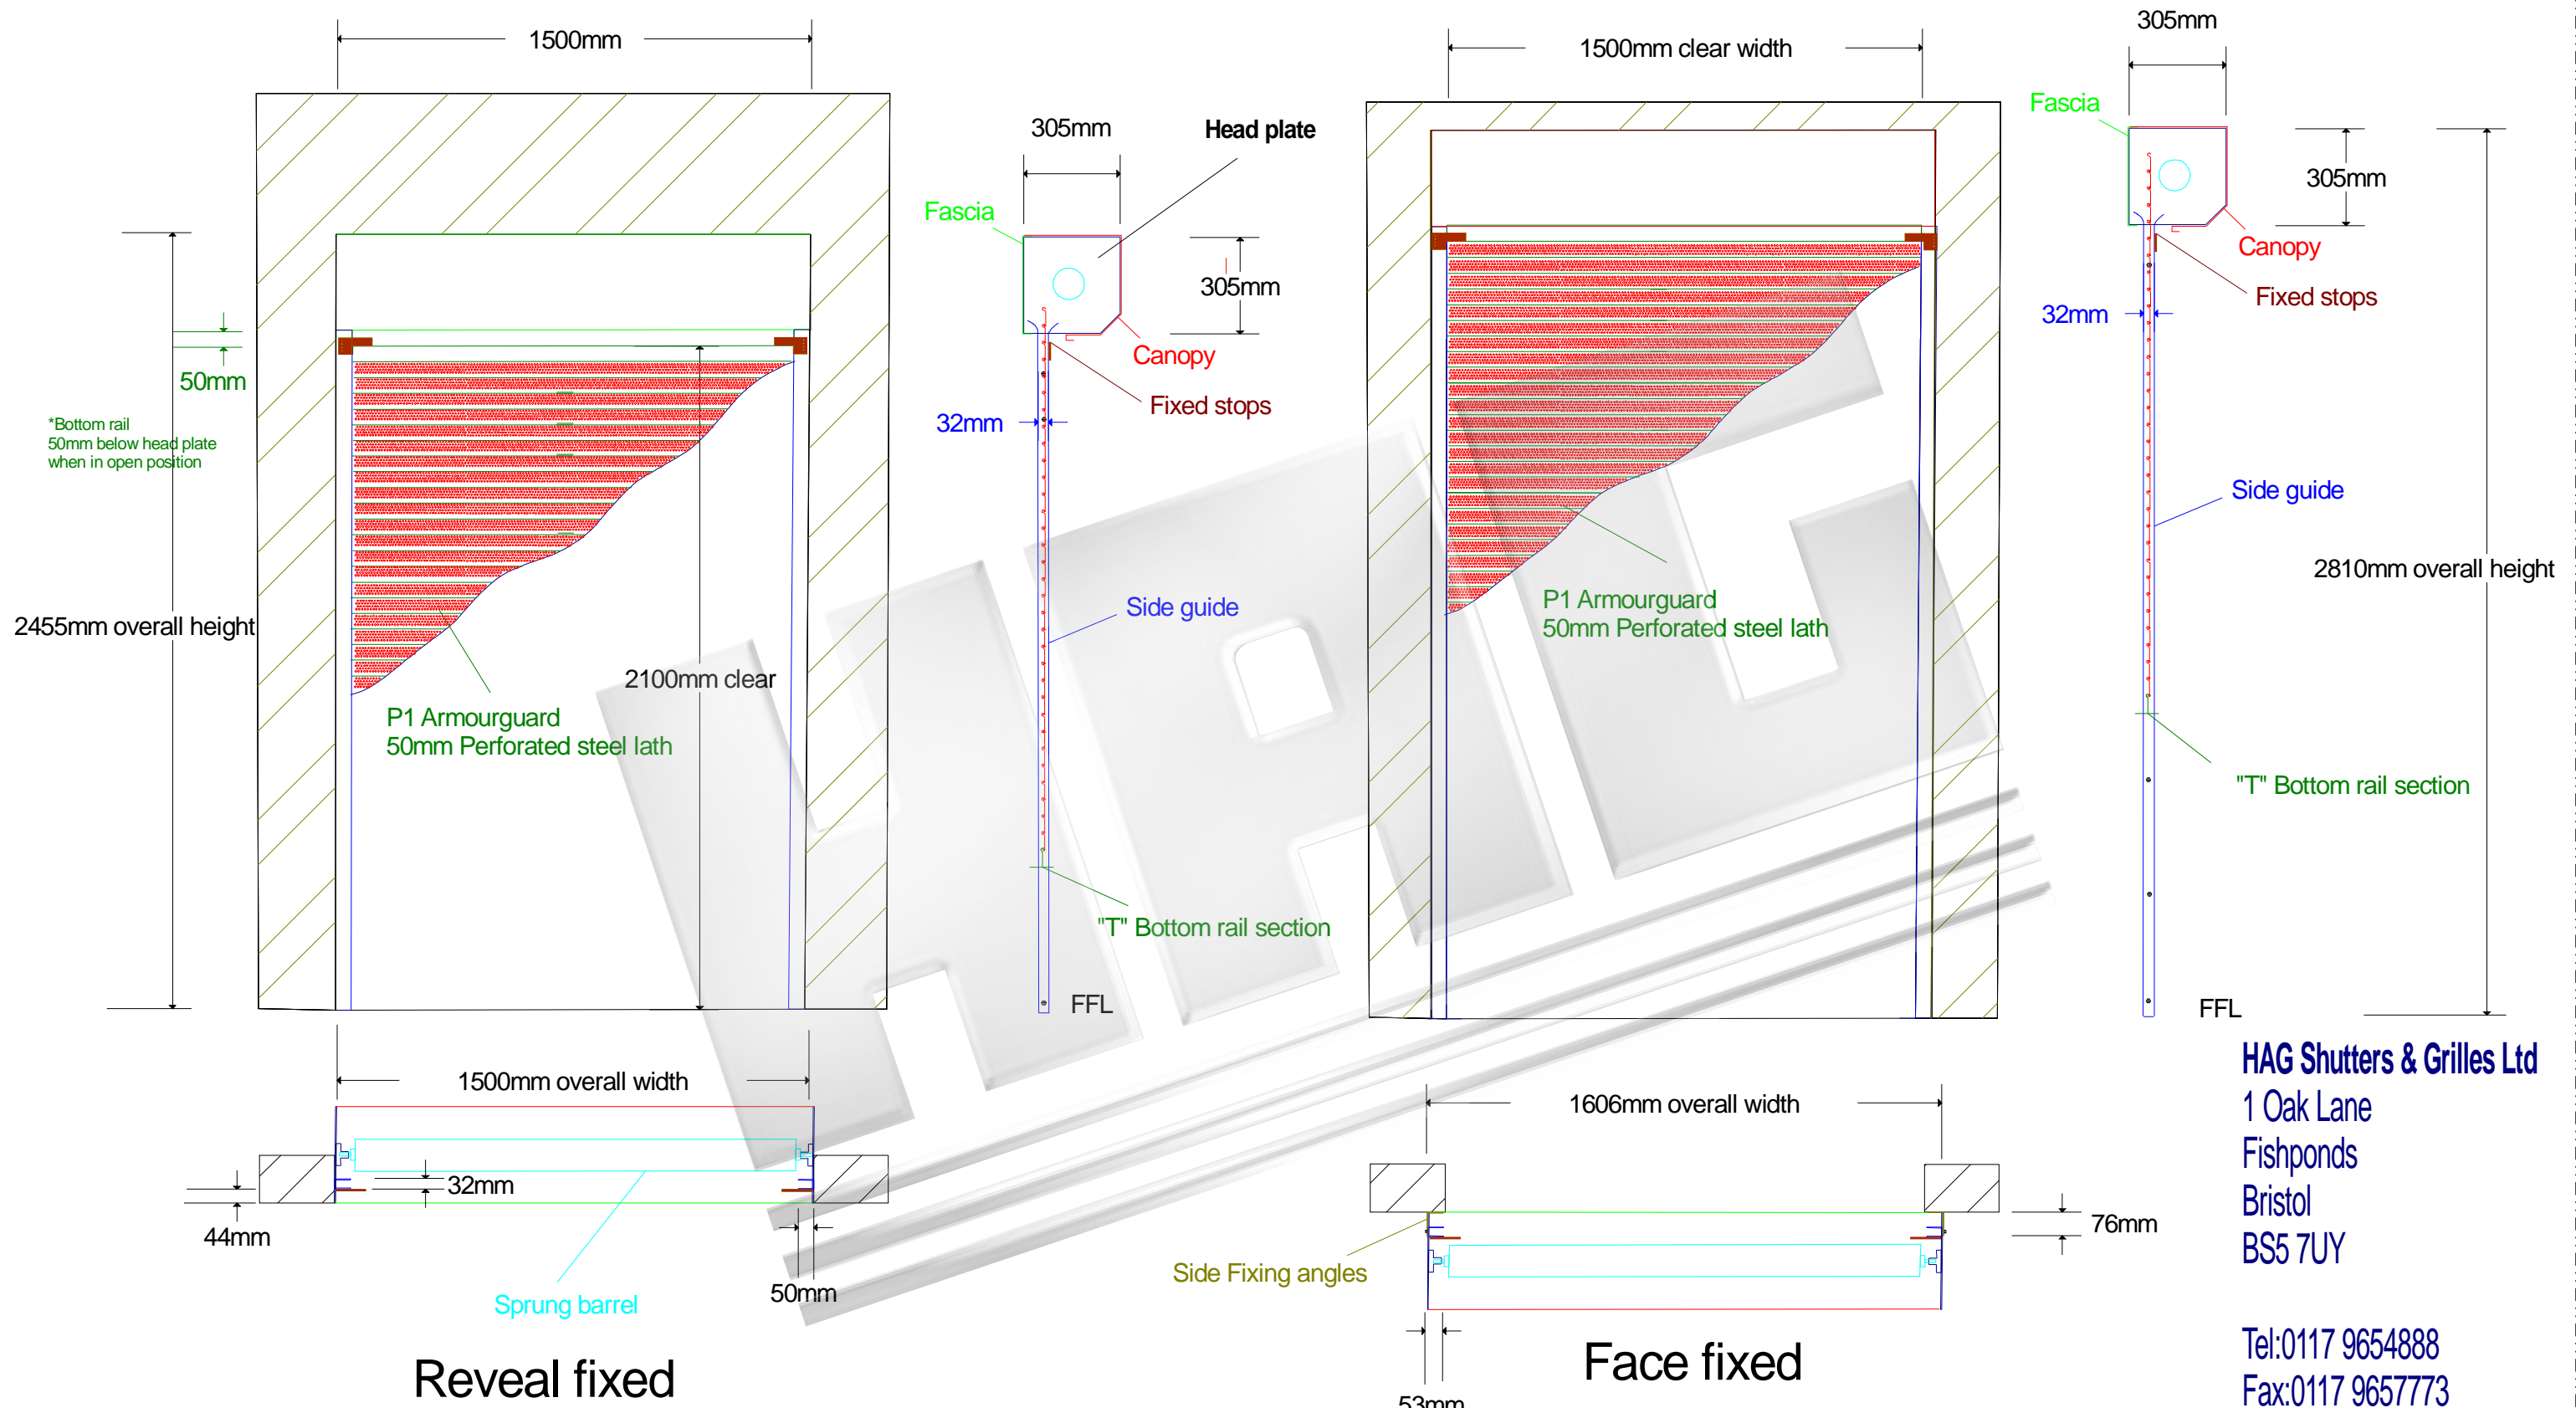 1500mm
305mm
Head plate
Fascia
305mm
Canopy
Fixed stops
32mm
50mm
*Bottom rail
50mm below head plate
when in open position
2455mm overall height
2100mm clear
Side guide
P1 Armourguard
50mm Perforated steel lath
"T" Bottom rail section
FFL
1500mm overall width
32mm
44mm
50mm
Sprung barrel
Reveal fixed
1500mm clear width
305mm
Fascia
305mm
Canopy
Fixed stops
32mm
Side guide
2810mm overall height
P1 Armourguard
50mm Perforated steel lath
"T" Bottom rail section
FFL
1606mm overall width
76mm
Side Fixing angles
53mm
Face fixed
HAG
HAG Shutters & Grilles Ltd
1 Oak Lane
Fishponds
Bristol
BS5 7UY
Tel:0117 9654888
Fax:0117 9657773